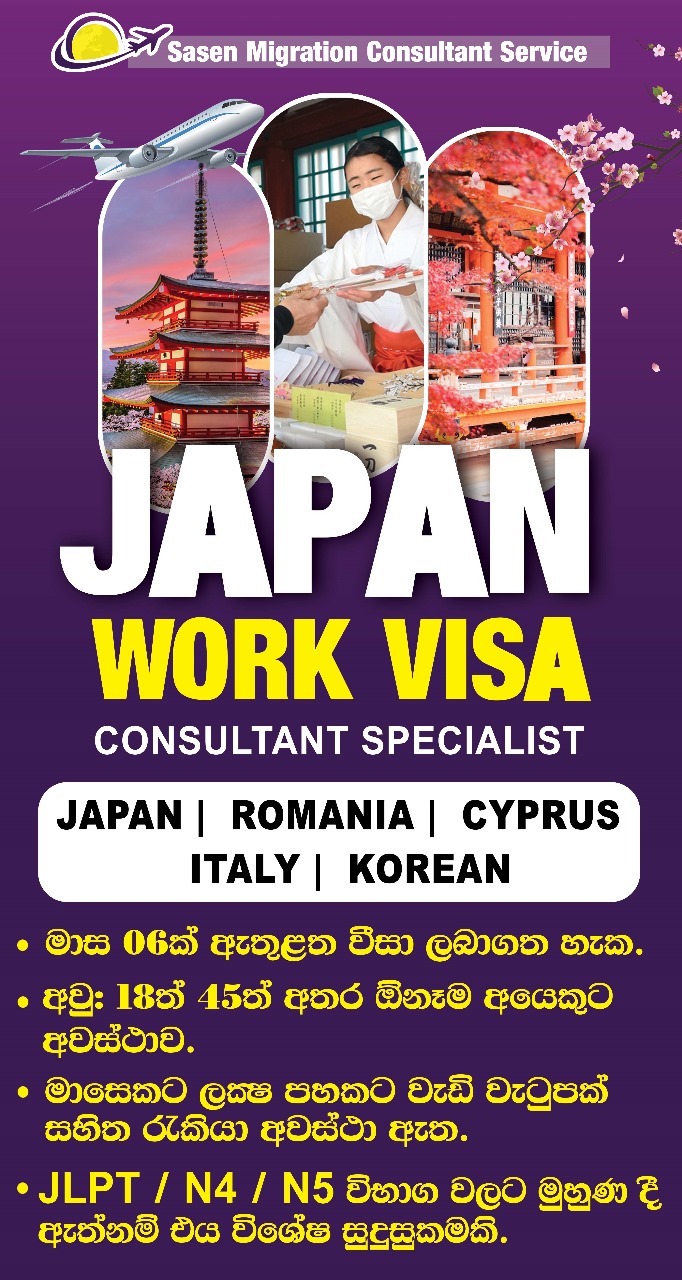 Sasen Migration Consultant Service
JAPAN
WORK VISA
CONSULTANT SPECIALIST
JAPAN | ROMANIA | CYPRUS
ITALY | KOREAN
• මාස 06ක් ඇතුළත වීසා ලබාගත හැක.
• අවු: 18ත් 45ත් අතර ඕනෑම අයෙකුට
අවස්ථාව.
• මාසෙකට ලක්‍ෂ පහකට වැඩි වැටුපක්
සහිත රැකියා අවස්ථා ඇත.
• JLPT / N4 / N5 විභාග වලට මුහුණ දී
ඇත්නම් එය විශේෂ සුදුසුකමකි.